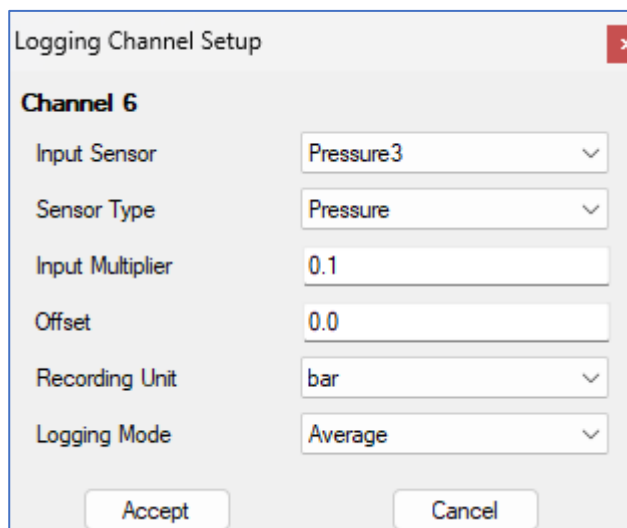 Logging Channel Setup
Channel 6
Input Sensor Pressure3
Sensor Type Pressure
Input Multiplier 0.1
Offset 0.0
Recording Unit bar
Logging Mode Average
Accept Cancel